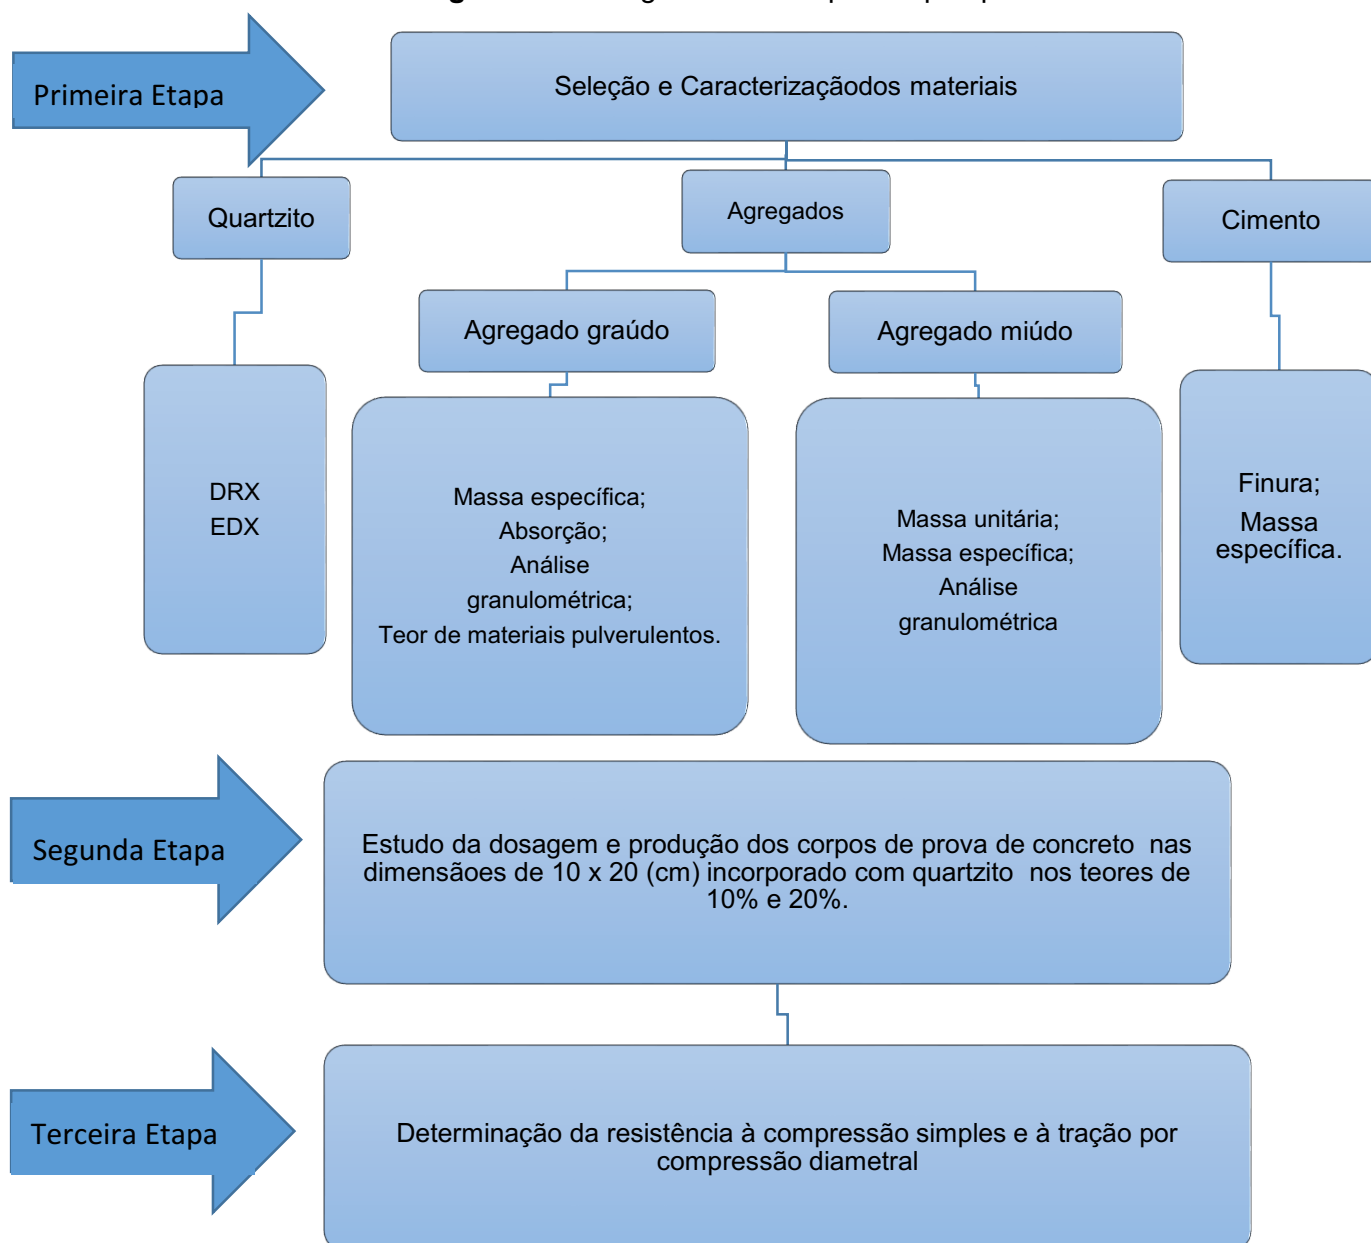 Primeira Etapa
Seleção e Caracterizaçãodos materiais
Quartzito
Agregados
Cimento
Agregado graúdo
Agregado miúdo
DRX
EDX
Massa específica;
Absorção;
Análise
granulométrica;
Teor de materiais pulverulentos.
Massa unitária;
Massa específica;
Análise
granulométrica
Finura;
Massa
específica.
Segunda Etapa
Estudo da dosagem e produção dos corpos de prova de concreto nas
dimensãoes de 10 x 20 (cm) incorporado com quartzito nos teores de
10% e 20%.
Terceira Etapa
Determinação da resistência à compressão simples e à tração por
compressão diametral